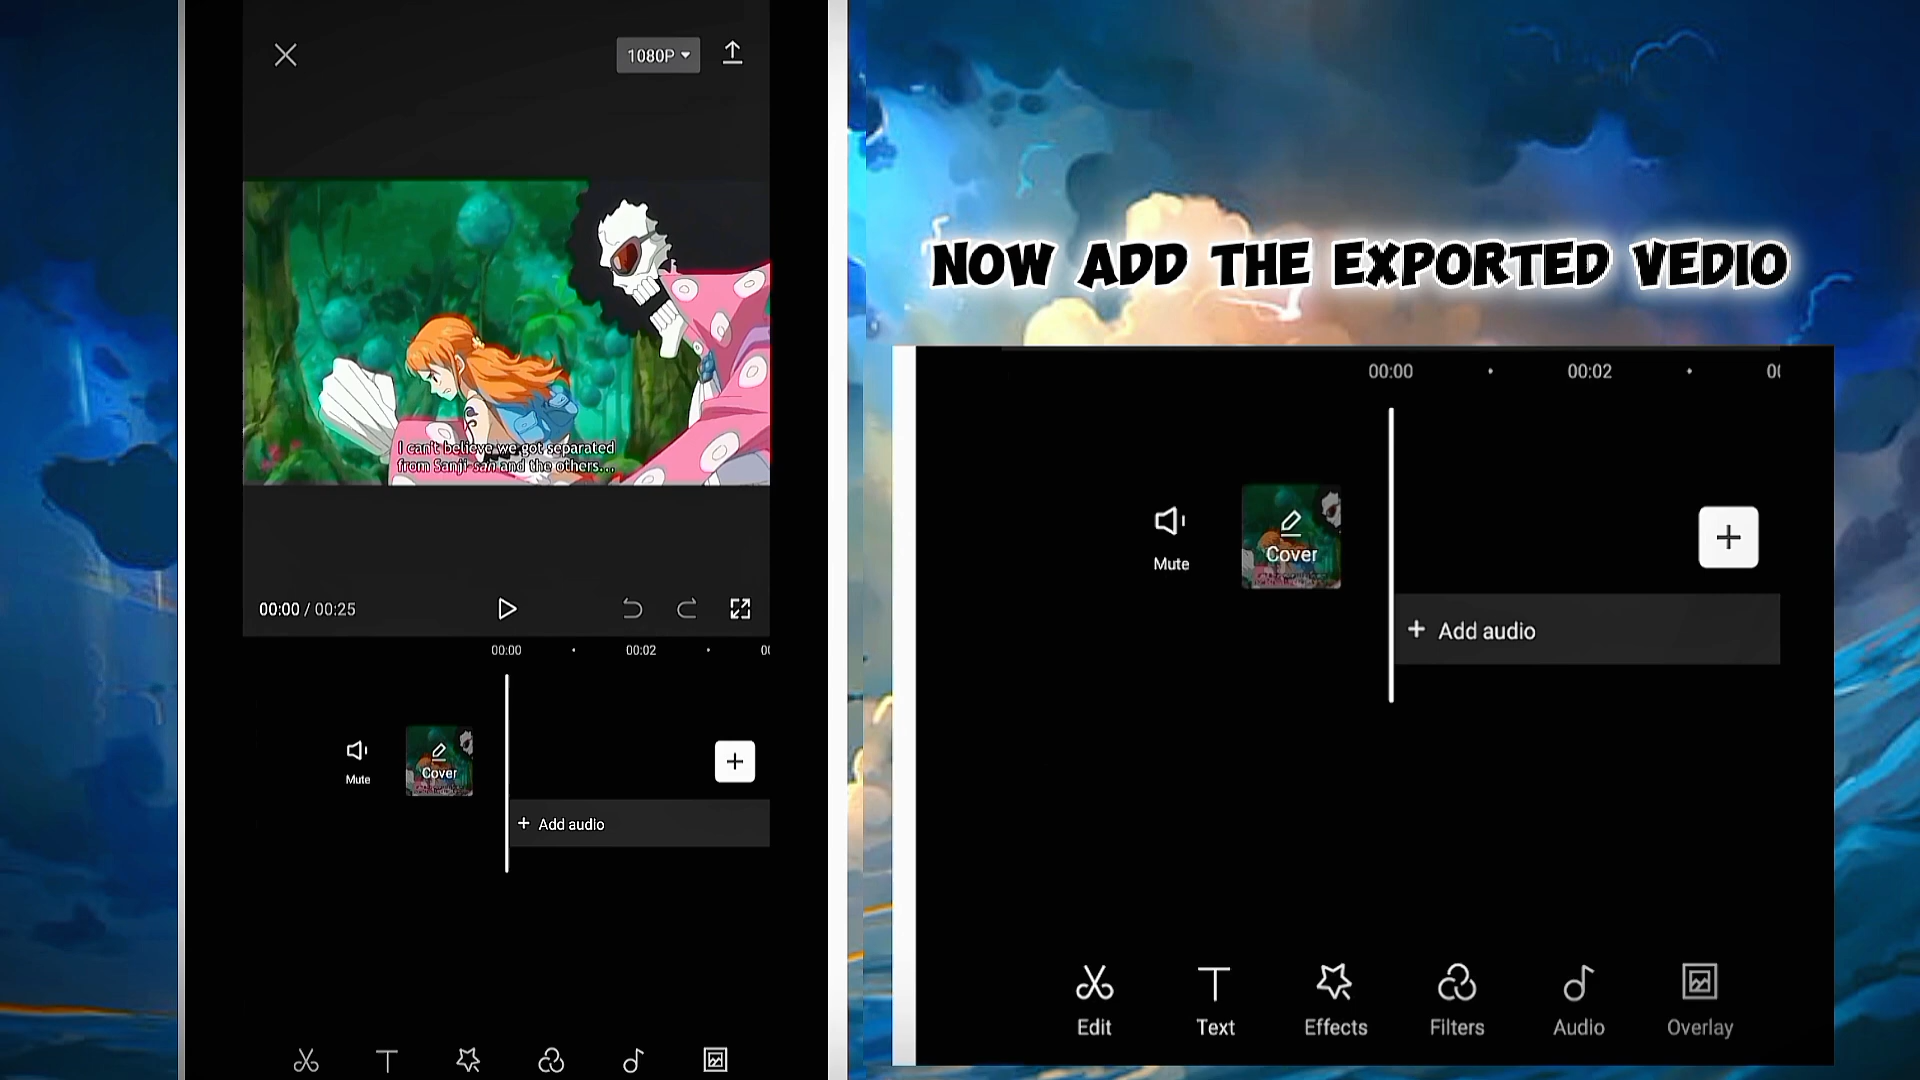 1080P
I can't believe we got separated
from Sanji-san and the others...
00:00 / 00:25
00:00
00:02
Mute
Cover
+ Add audio
NOW ADD THE EXPORTED VEDIO
00:00
00:02
Mute
Cover
+ Add audio
Edit
Text
Effects
Filters
Audio
Overlay